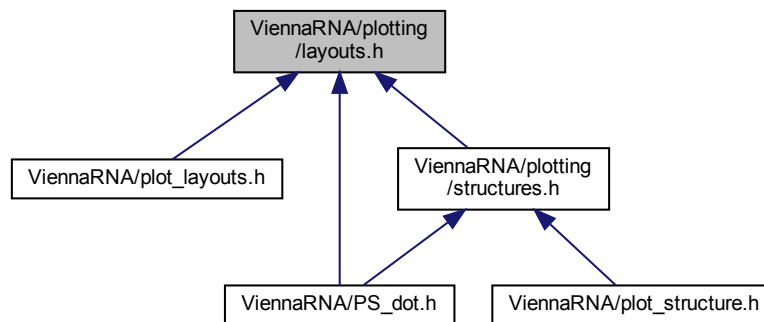 ViennaRNA/plotting
/layouts.h
ViennaRNA/plot_layouts.h
ViennaRNA/plotting
/structures.h
ViennaRNA/PS_dot.h
ViennaRNA/plot_structure.h